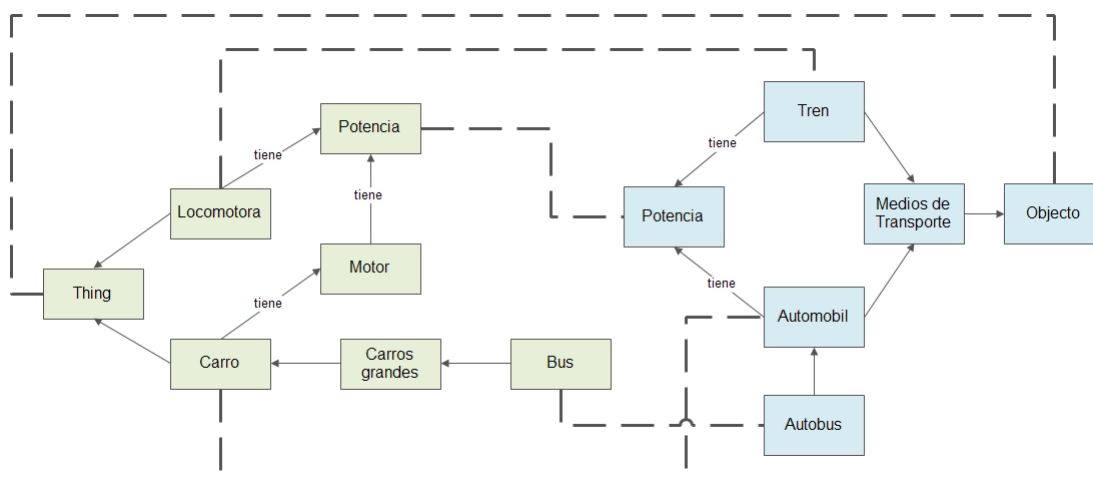 Tren
Potencia
tiene
tiene
tiene
Locomotora
Potencia
Medios de
Transporte
Objecto
Motor
Thing
tiene
tiene
Automobil
Carro
Carros
grandes
Bus
Autobus